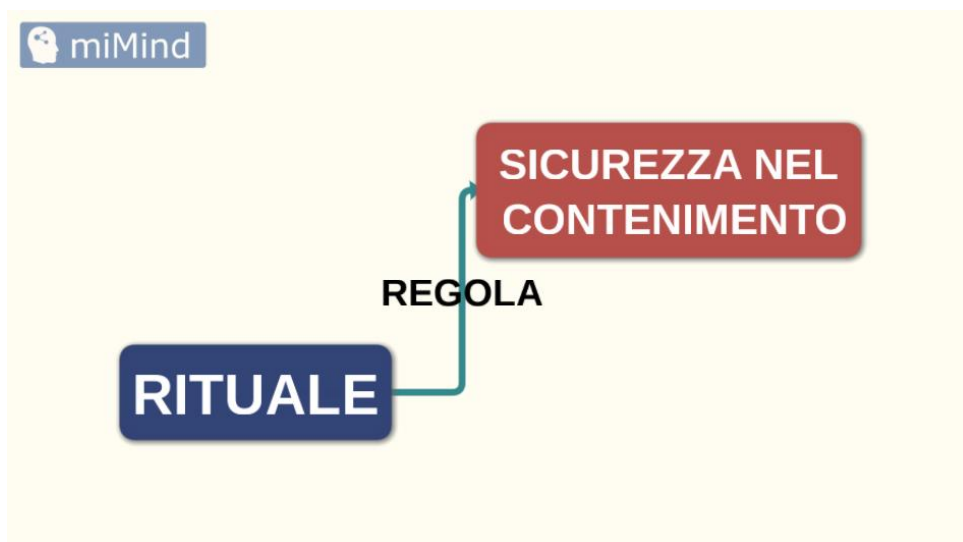 miMind
SICUREZZA NEL
CONTENIMENTO
REGOLA
RITUALE